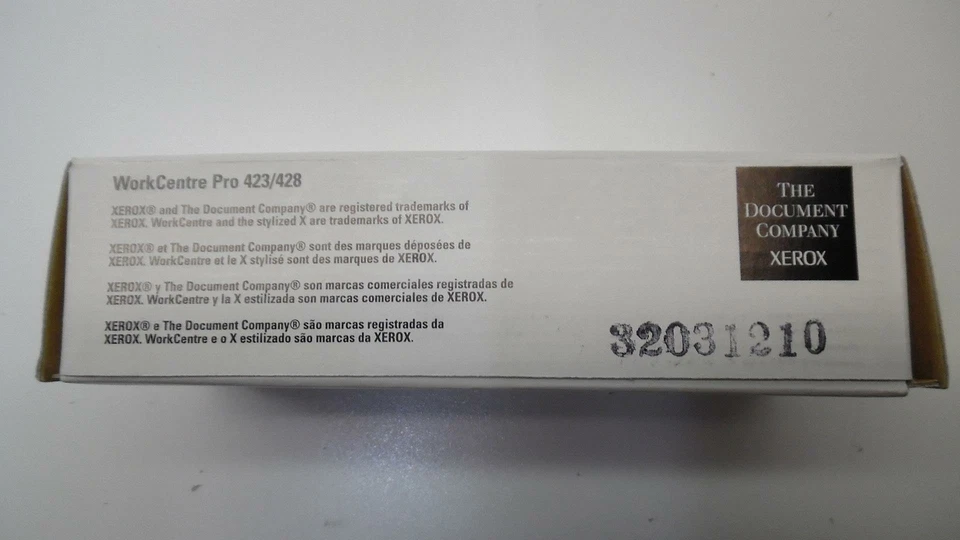 WorkCentre Pro 423/428
XEROX® and The Document Company® are registered trademarks of
XEROX. WorkCentre and the stylized X are trademarks of XEROX.
XEROX® et The Document Company® sont des marques déposées de
XEROX. WorkCentre et le X stylisé sont des marques de XEROX.
XEROX® y The Document Company® son marcas comerciales registradas de
XEROX. WorkCentre y la X estilizada son marcas comerciales de XEROX.
XEROX® e The Document Company® são marcas registradas da
XEROX. WorkCentre e o X estilizado são marcas da XEROX.
THE
DOCUMENT
COMPANY
XEROX
32031210